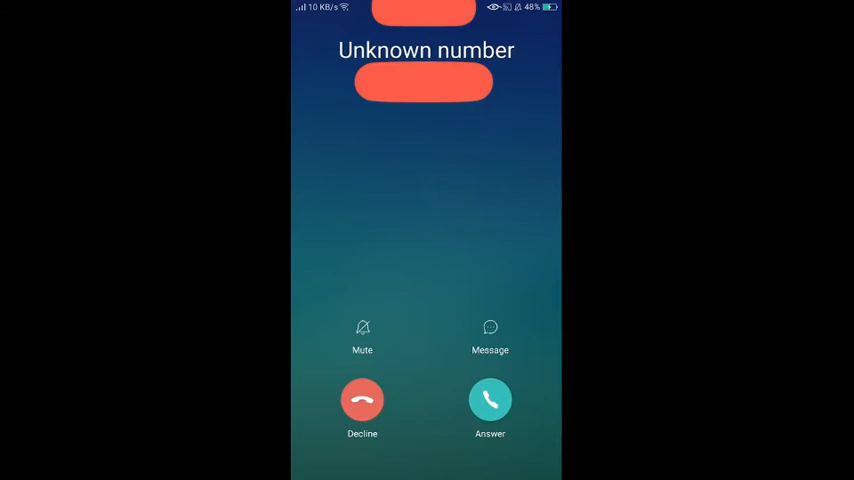 10 KB/s 48%
Unknown number
Mute Message
Decline Answer